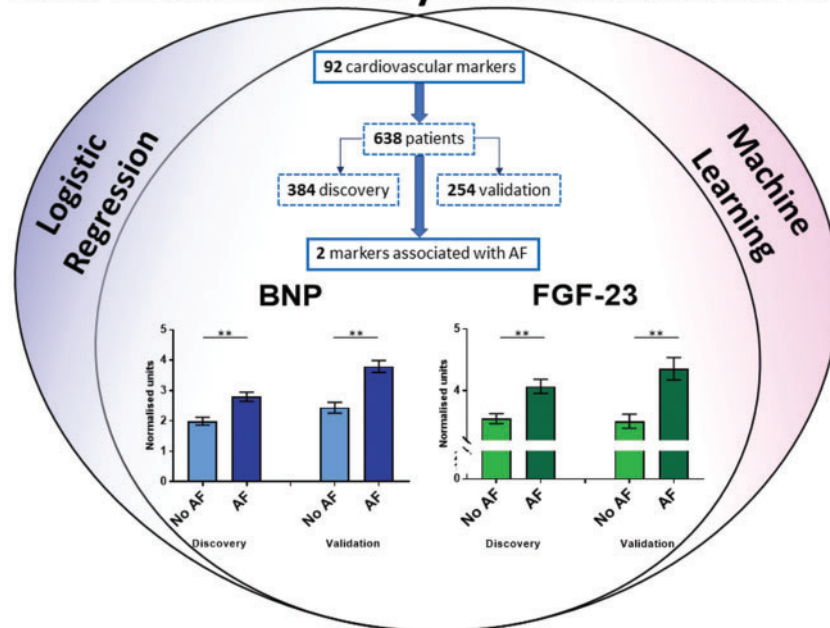 Logistic
Regression
Machine
Learning
92 cardiovascular markers
638 patients
384 discovery
254 validation
2 markers associated with AF
BNP
Normalised units
5
4
3
2
1
0
**
**
No AF
AF
No AF
AF
Discovery
Validation
FGF-23
Normalised units
5
4
0
**
**
No AF
AF
No AF
AF
Discovery
Validation